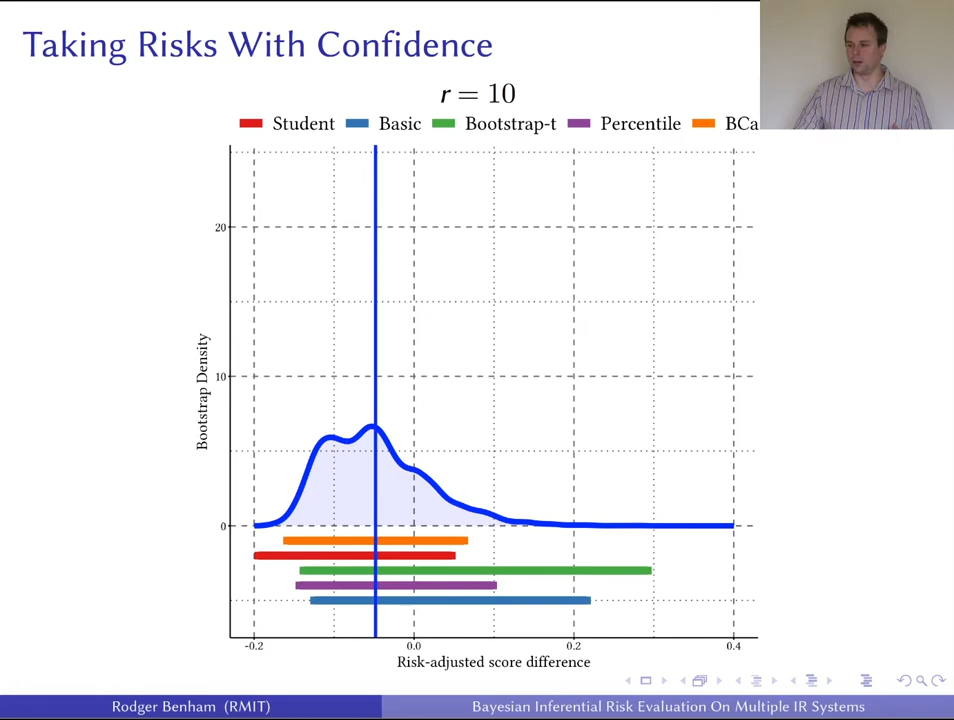 Taking Risks With Confidence
r = 10
Student Basic Bootstrap-t Percentile BCa
20
10
0
Bootstrap Density
-0.2 0.0 0.2 0.4
Risk-adjusted score difference
Rodger Benham (RMIT) Bayesian Inferential Risk Evaluation On Multiple IR Systems